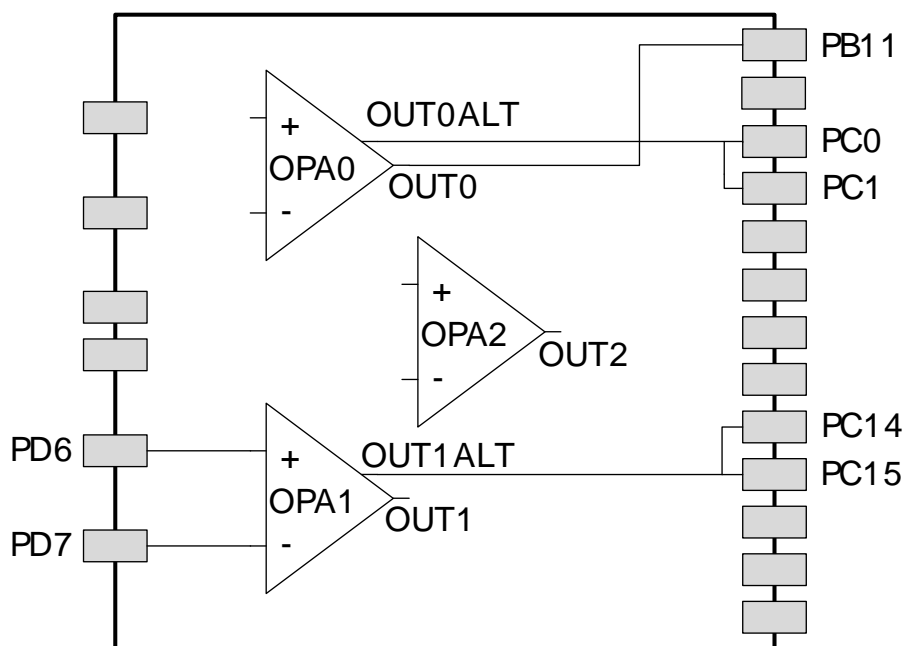 PB11
+
OUT0ALT
PC0
OPA0
OUT0
PC1
-
+
OPA2
OUT2
-
PC14
PD6
+
OUT1ALT
PC15
OPA1
OUT1
PD7
-